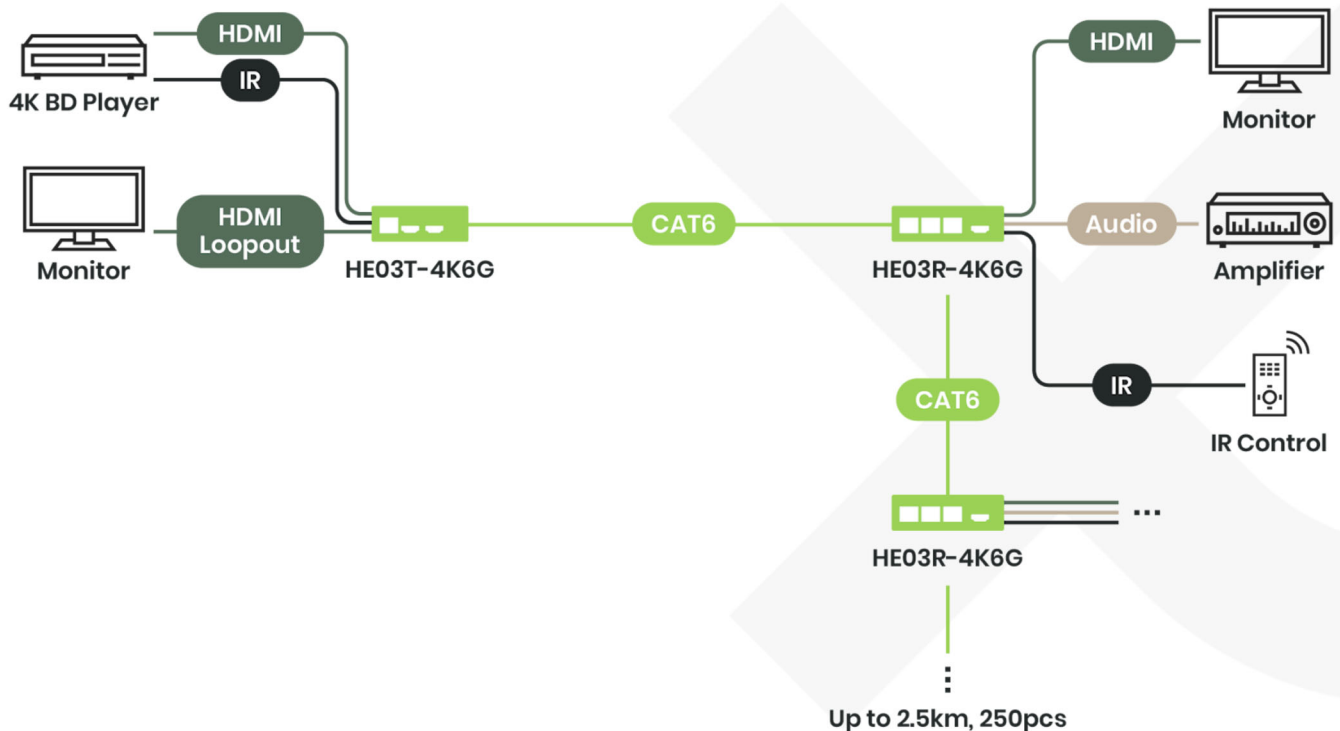 HDMI
IR
4K BD Player
HDMI
Loopout
Monitor
HE03T-4K6G
CAT6
HE03R-4K6G
HDMI
Monitor
Audio
Amplifier
IR
IR Control
CAT6
HE03R-4K6G
...
Up to 2.5km, 250pcs